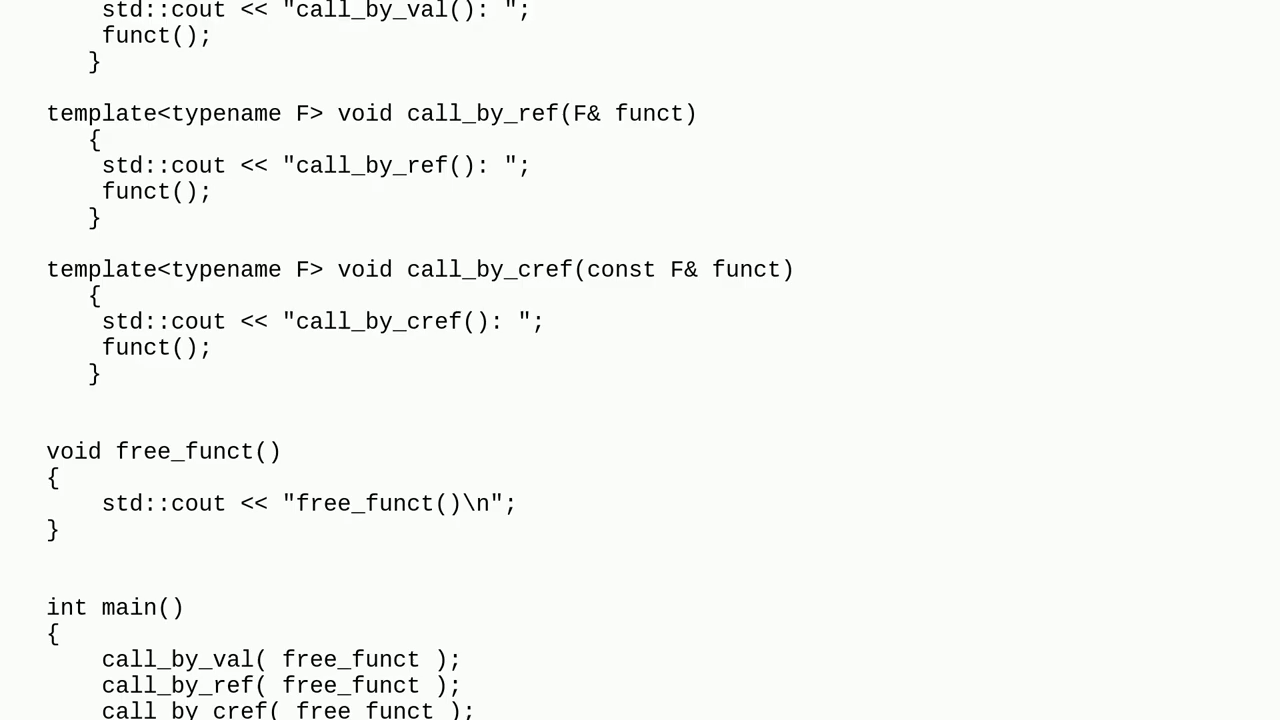 std::cout << "call_by_val(): ";
funct();
}
template<typename F> void call_by_ref(F& funct)
{
std::cout << "call_by_ref(): ";
funct();
}
template<typename F> void call_by_cref(const F& funct)
{
std::cout << "call_by_cref(): ";
funct();
}
void free_funct()
{
std::cout << "free_funct()\n";
}
int main()
{
call_by_val( free_funct );
call_by_ref( free_funct );
call_by_cref( free_funct );